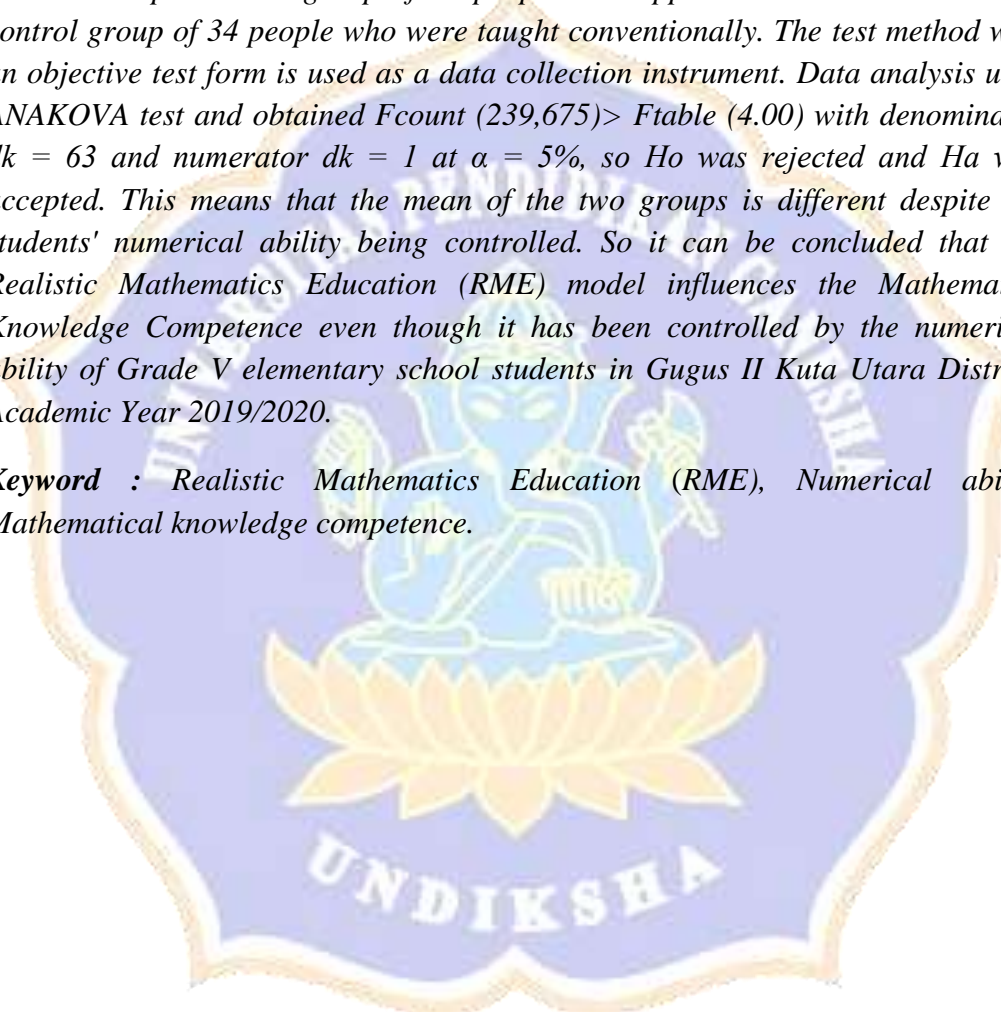 control group of 34 people who were taught conventionally. The test method w
an objective test form is used as a data collection instrument. Data analysis u
ANAKOVA test and obtained Fcount (239,675)> Ftable (4.00) with denomina
dk = 63 and numerator dk = 1 at α = 5%, so Ho was rejected and Ha w
accepted. This means that the mean of the two groups is different despite
students' numerical ability being controlled. So it can be concluded that
Realistic Mathematics Education (RME) model influences the Mathema
Knowledge Competence even though it has been controlled by the numeri
ability of Grade V elementary school students in Gugus II Kuta Utara Distr
Academic Year 2019/2020.
Keyword : Realistic Mathematics Education (RME), Numerical abi
Mathematical knowledge competence.
UNIVERSITAS PENDIDIKAN GANESHA
UNDIKSHA